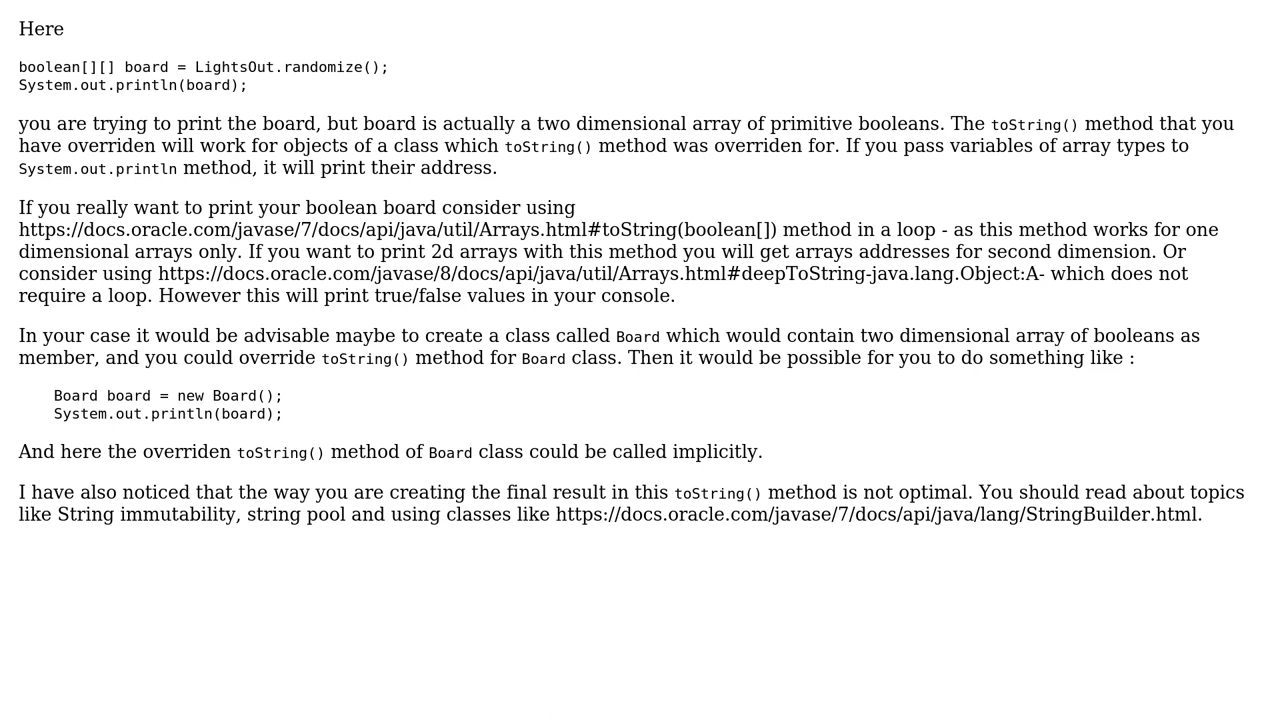 Here
boolean[][] board = LightsOut.randomize();
System.out.println(board);
you are trying to print the board, but board is actually a two dimensional array of primitive booleans. The toString() method that you
have overriden will work for objects of a class which toString() method was overriden for. If you pass variables of array types to
System.out.println method, it will print their address.
If you really want to print your boolean board consider using
https://docs.oracle.com/javase/7/docs/api/java/util/Arrays.html#toString(boolean[]) method in a loop - as this method works for one
dimensional arrays only. If you want to print 2d arrays with this method you will get arrays addresses for second dimension. Or
consider using https://docs.oracle.com/javase/8/docs/api/java/util/Arrays.html#deepToString-java.lang.Object:A- which does not
require a loop. However this will print true/false values in your console.
In your case it would be advisable maybe to create a class called Board which would contain two dimensional array of booleans as
member, and you could override toString() method for Board class. Then it would be possible for you to do something like :
Board board = new Board();
System.out.println(board);
And here the overriden toString() method of Board class could be called implicitly.
I have also noticed that the way you are creating the final result in this toString() method is not optimal. You should read about topics
like String immutability, string pool and using classes like https://docs.oracle.com/javase/7/docs/api/java/lang/StringBuilder.html.